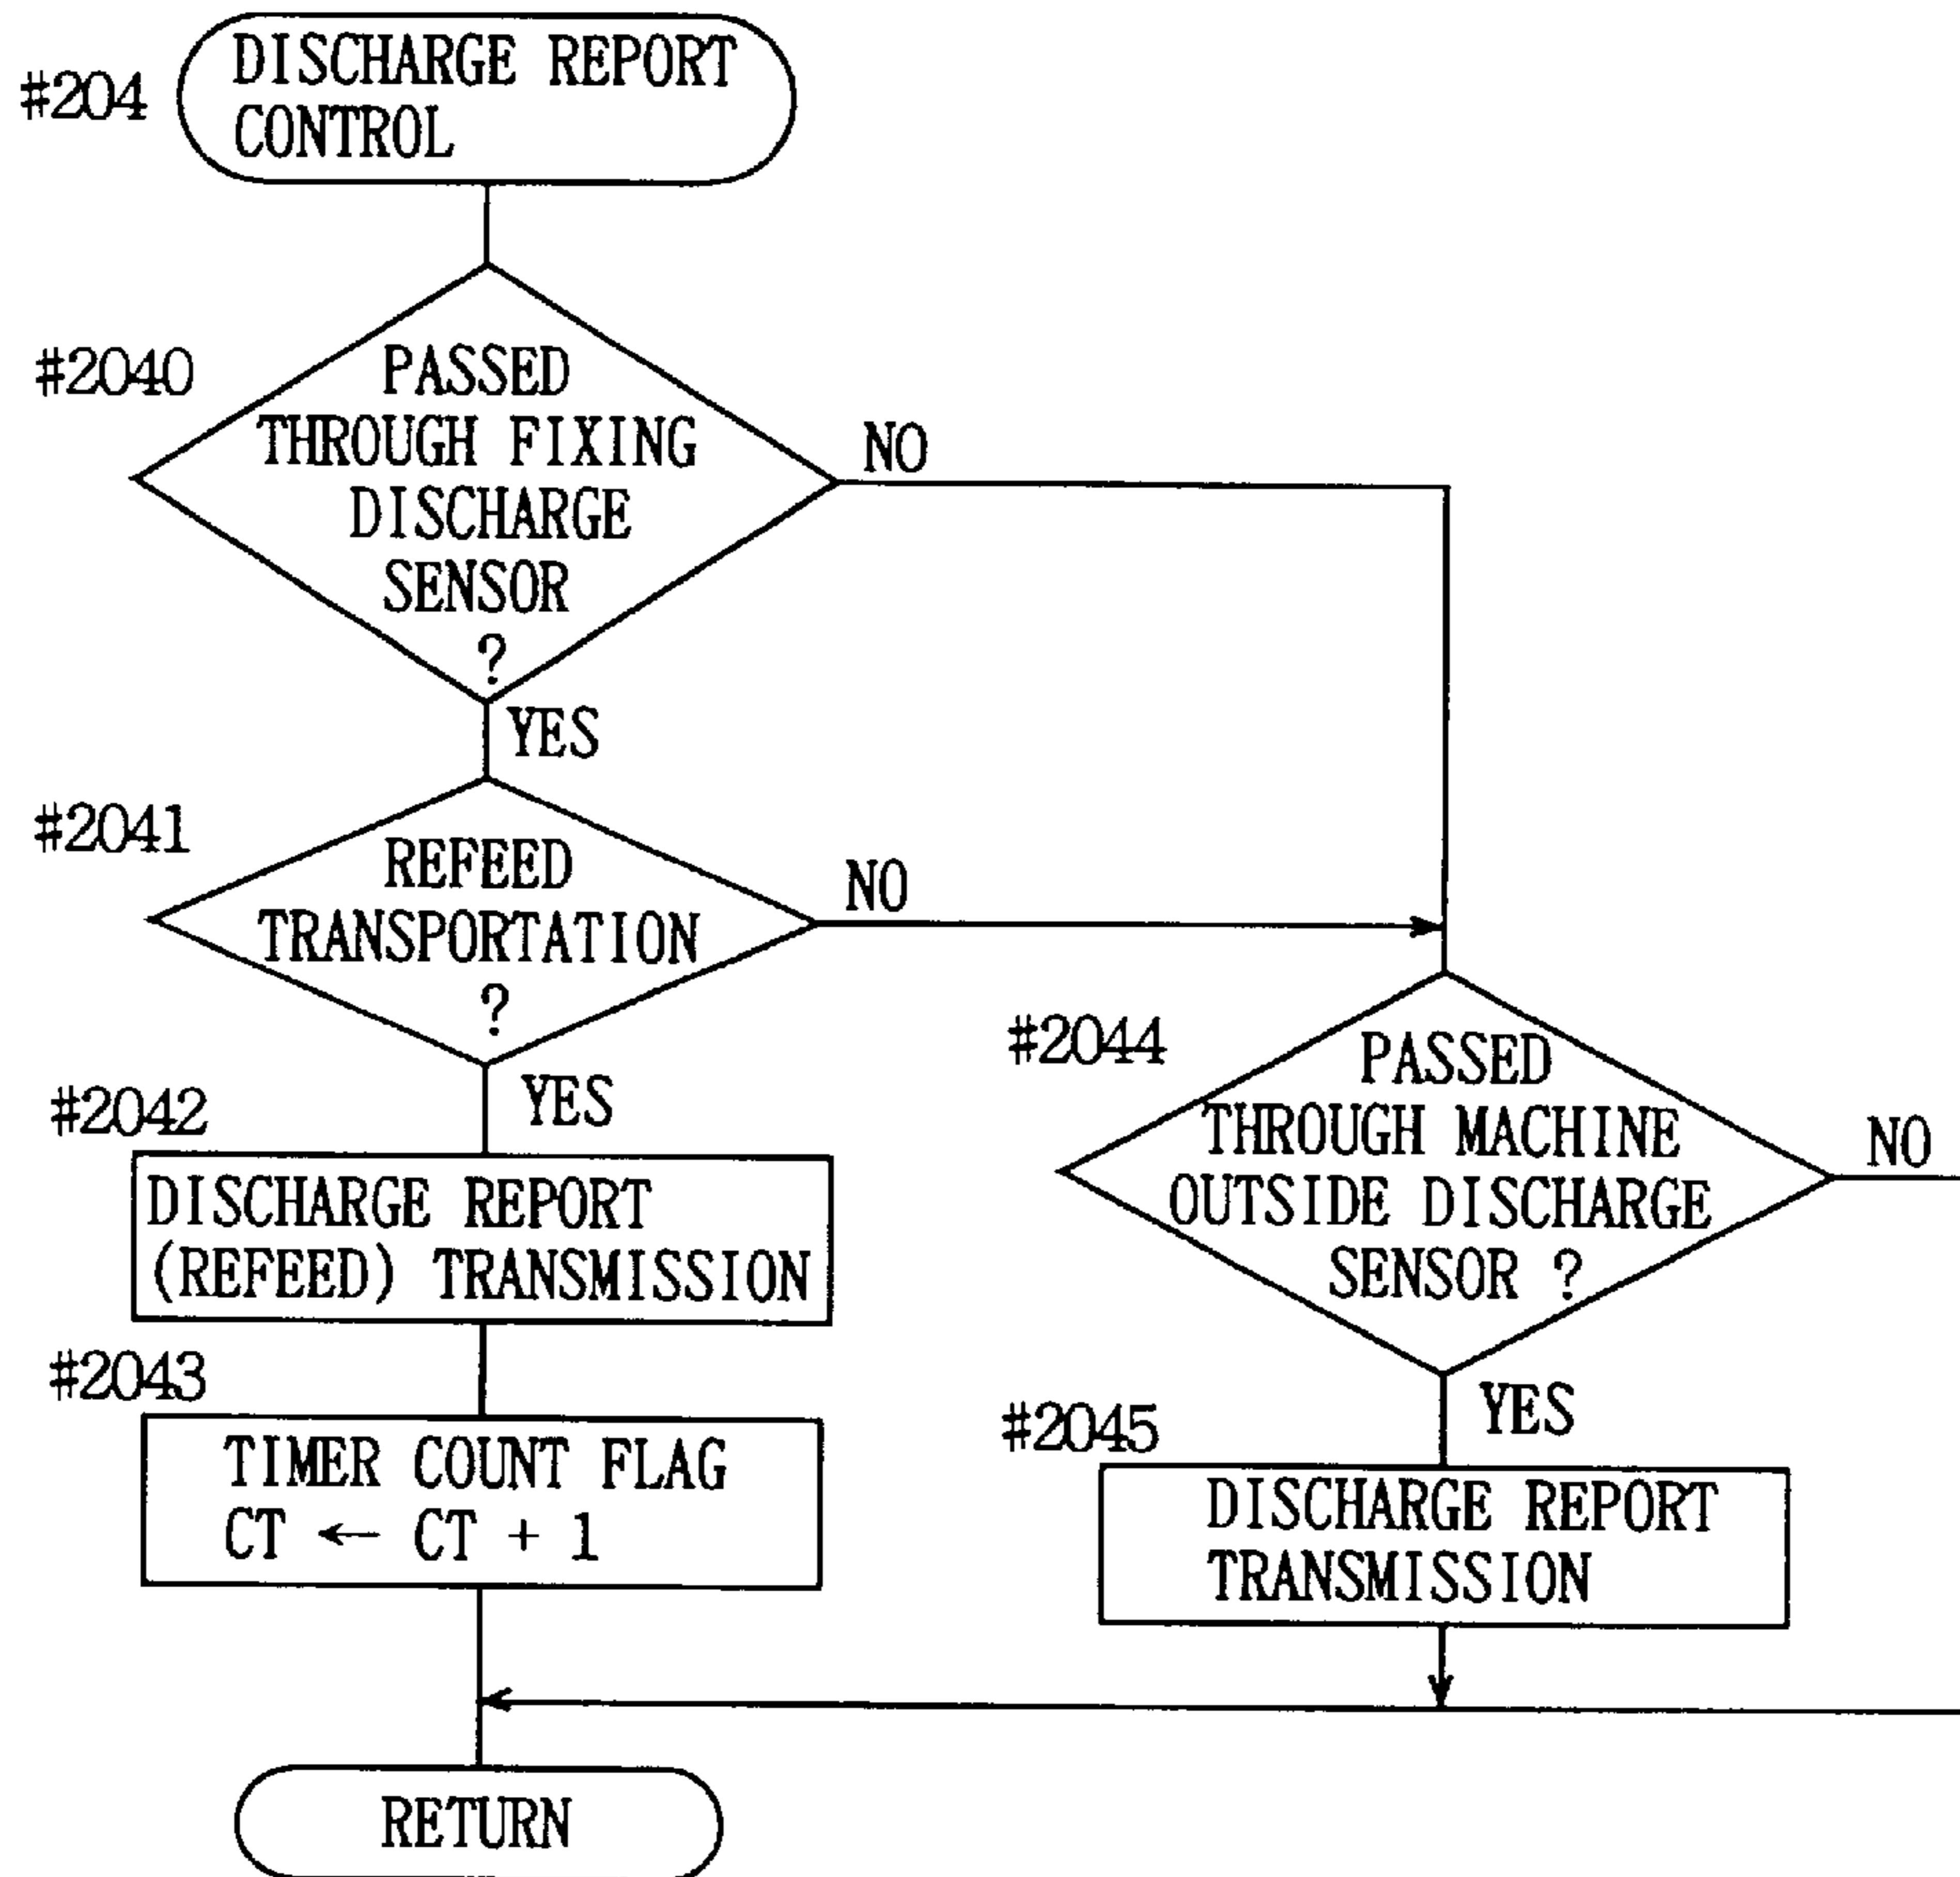 #204
DISCHARGE REPORT
CONTROL
#2040
PASSED
THROUGH FIXING
DISCHARGE
SENSOR
?
NO
YES
#2041
REFEED
TRANSPORTATION
?
NO
YES
#2042
DISCHARGE REPORT
(REFEED) TRANSMISSION
#2043
TIMER COUNT FLAG
CT ← CT + 1
#2044
PASSED
THROUGH MACHINE
OUTSIDE DISCHARGE
SENSOR ?
NO
YES
#2045
DISCHARGE REPORT
TRANSMISSION
RETURN